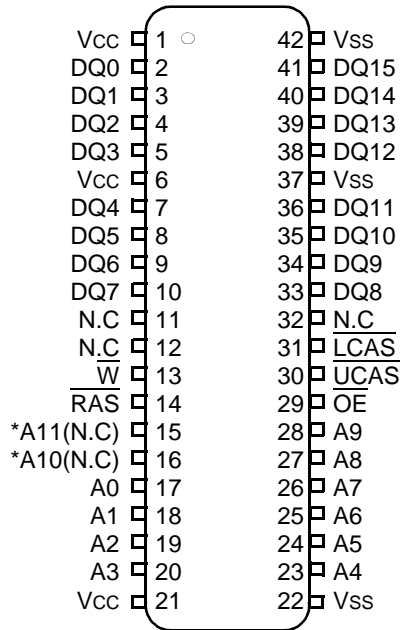 VCC 1 42 VSS
DQ0 2 41 DQ15
DQ1 3 40 DQ14
DQ2 4 39 DQ13
DQ3 5 38 DQ12
VCC 6 37 VSS
DQ4 7 36 DQ11
DQ5 8 35 DQ10
DQ6 9 34 DQ9
DQ7 10 33 DQ8
N.C 11 32 N.C
N.C 12 31 LCAS
W 13 30 UCAS
RAS 14 29 OE
*A11(N.C) 15 28 A9
*A10(N.C) 16 27 A8
A0 17 26 A7
A1 18 25 A6
A2 19 24 A5
A3 20 23 A4
VCC 21 22 VSS